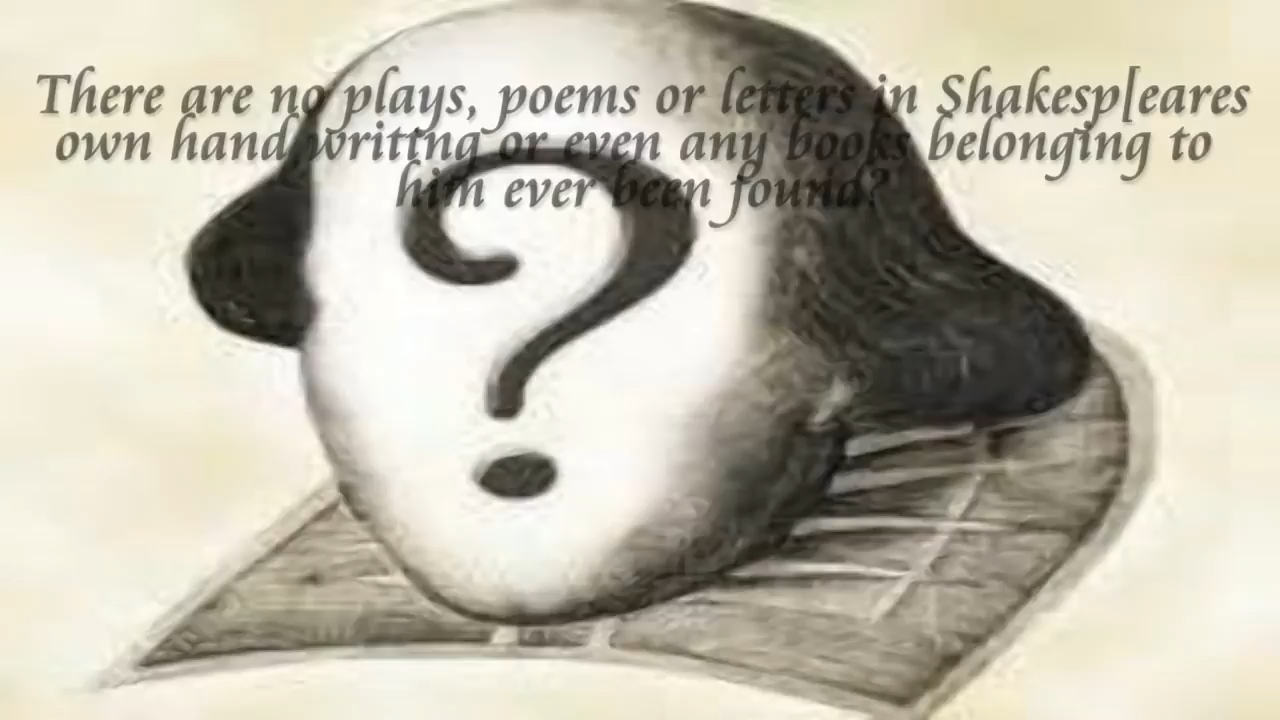 There are no plays, poems or letters in Shakesp[eares
own hand writing or even any books belonging to
him ever been found?